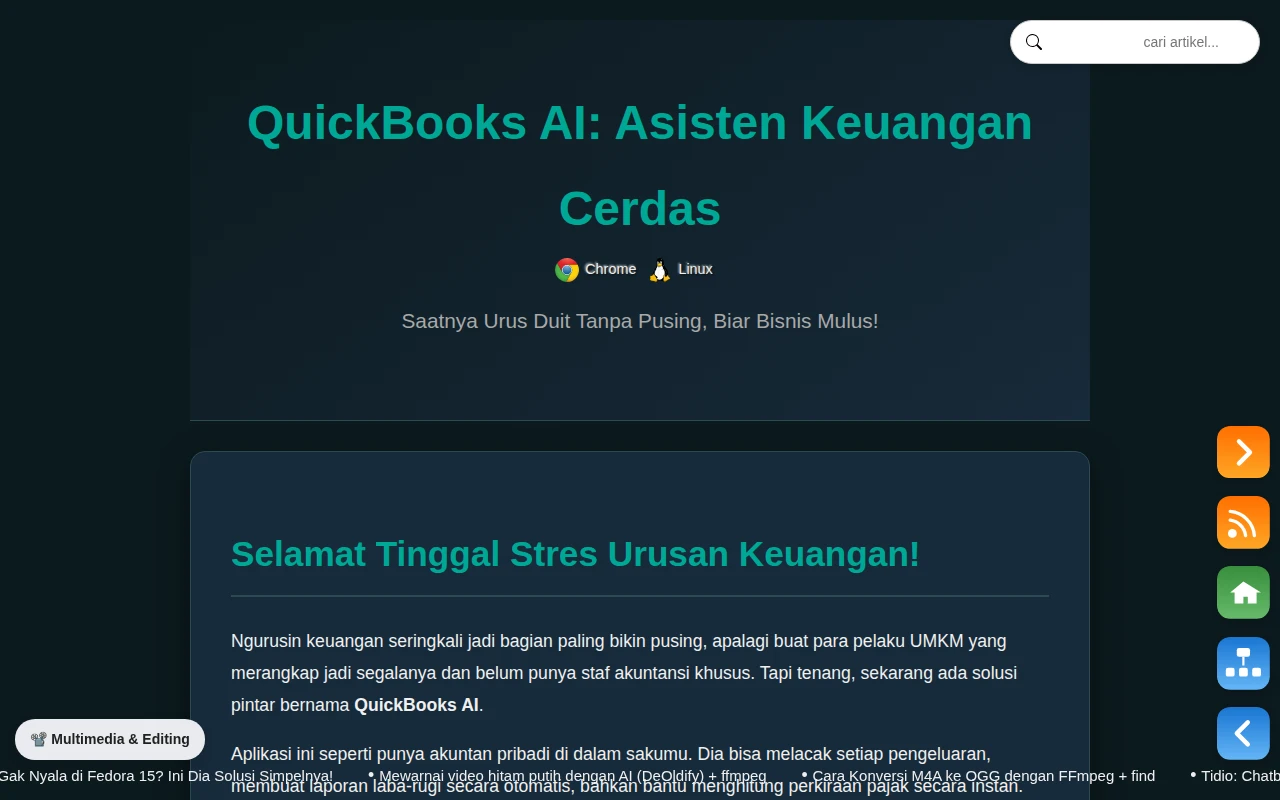 cari artikel...
QuickBooks AI: Asisten Keuangan
Cerdas
Chrome Linux
Saatnya Urus Duit Tanpa Pusing, Biar Bisnis Mulus!
Selamat Tinggal Stres Urusan Keuangan!
Ngurusin keuangan seringkali jadi bagian paling bikin pusing, apalagi buat para pelaku UMKM yang
merangkap jadi segalanya dan belum punya staf akuntansi khusus. Tapi tenang, sekarang ada solusi
pintar bernama QuickBooks AI.
📽️ Multimedia & Editing
Aplikasi ini seperti punya akuntan pribadi di dalam sakumu. Dia bisa melacak setiap pengeluaran,
Gak Nyala di Fedora 15? Ini Dia Solusi Simpelnya! • Mewarnai video hitam putih dengan AI (DeOldify) + ffmpeg • Cara Konversi M4A ke OGG dengan FFmpeg + find • Tidio: Chatb
membuat laporan laba-rugi secara otomatis, bahkan bantu menghitung perkiraan pajak secara instan.